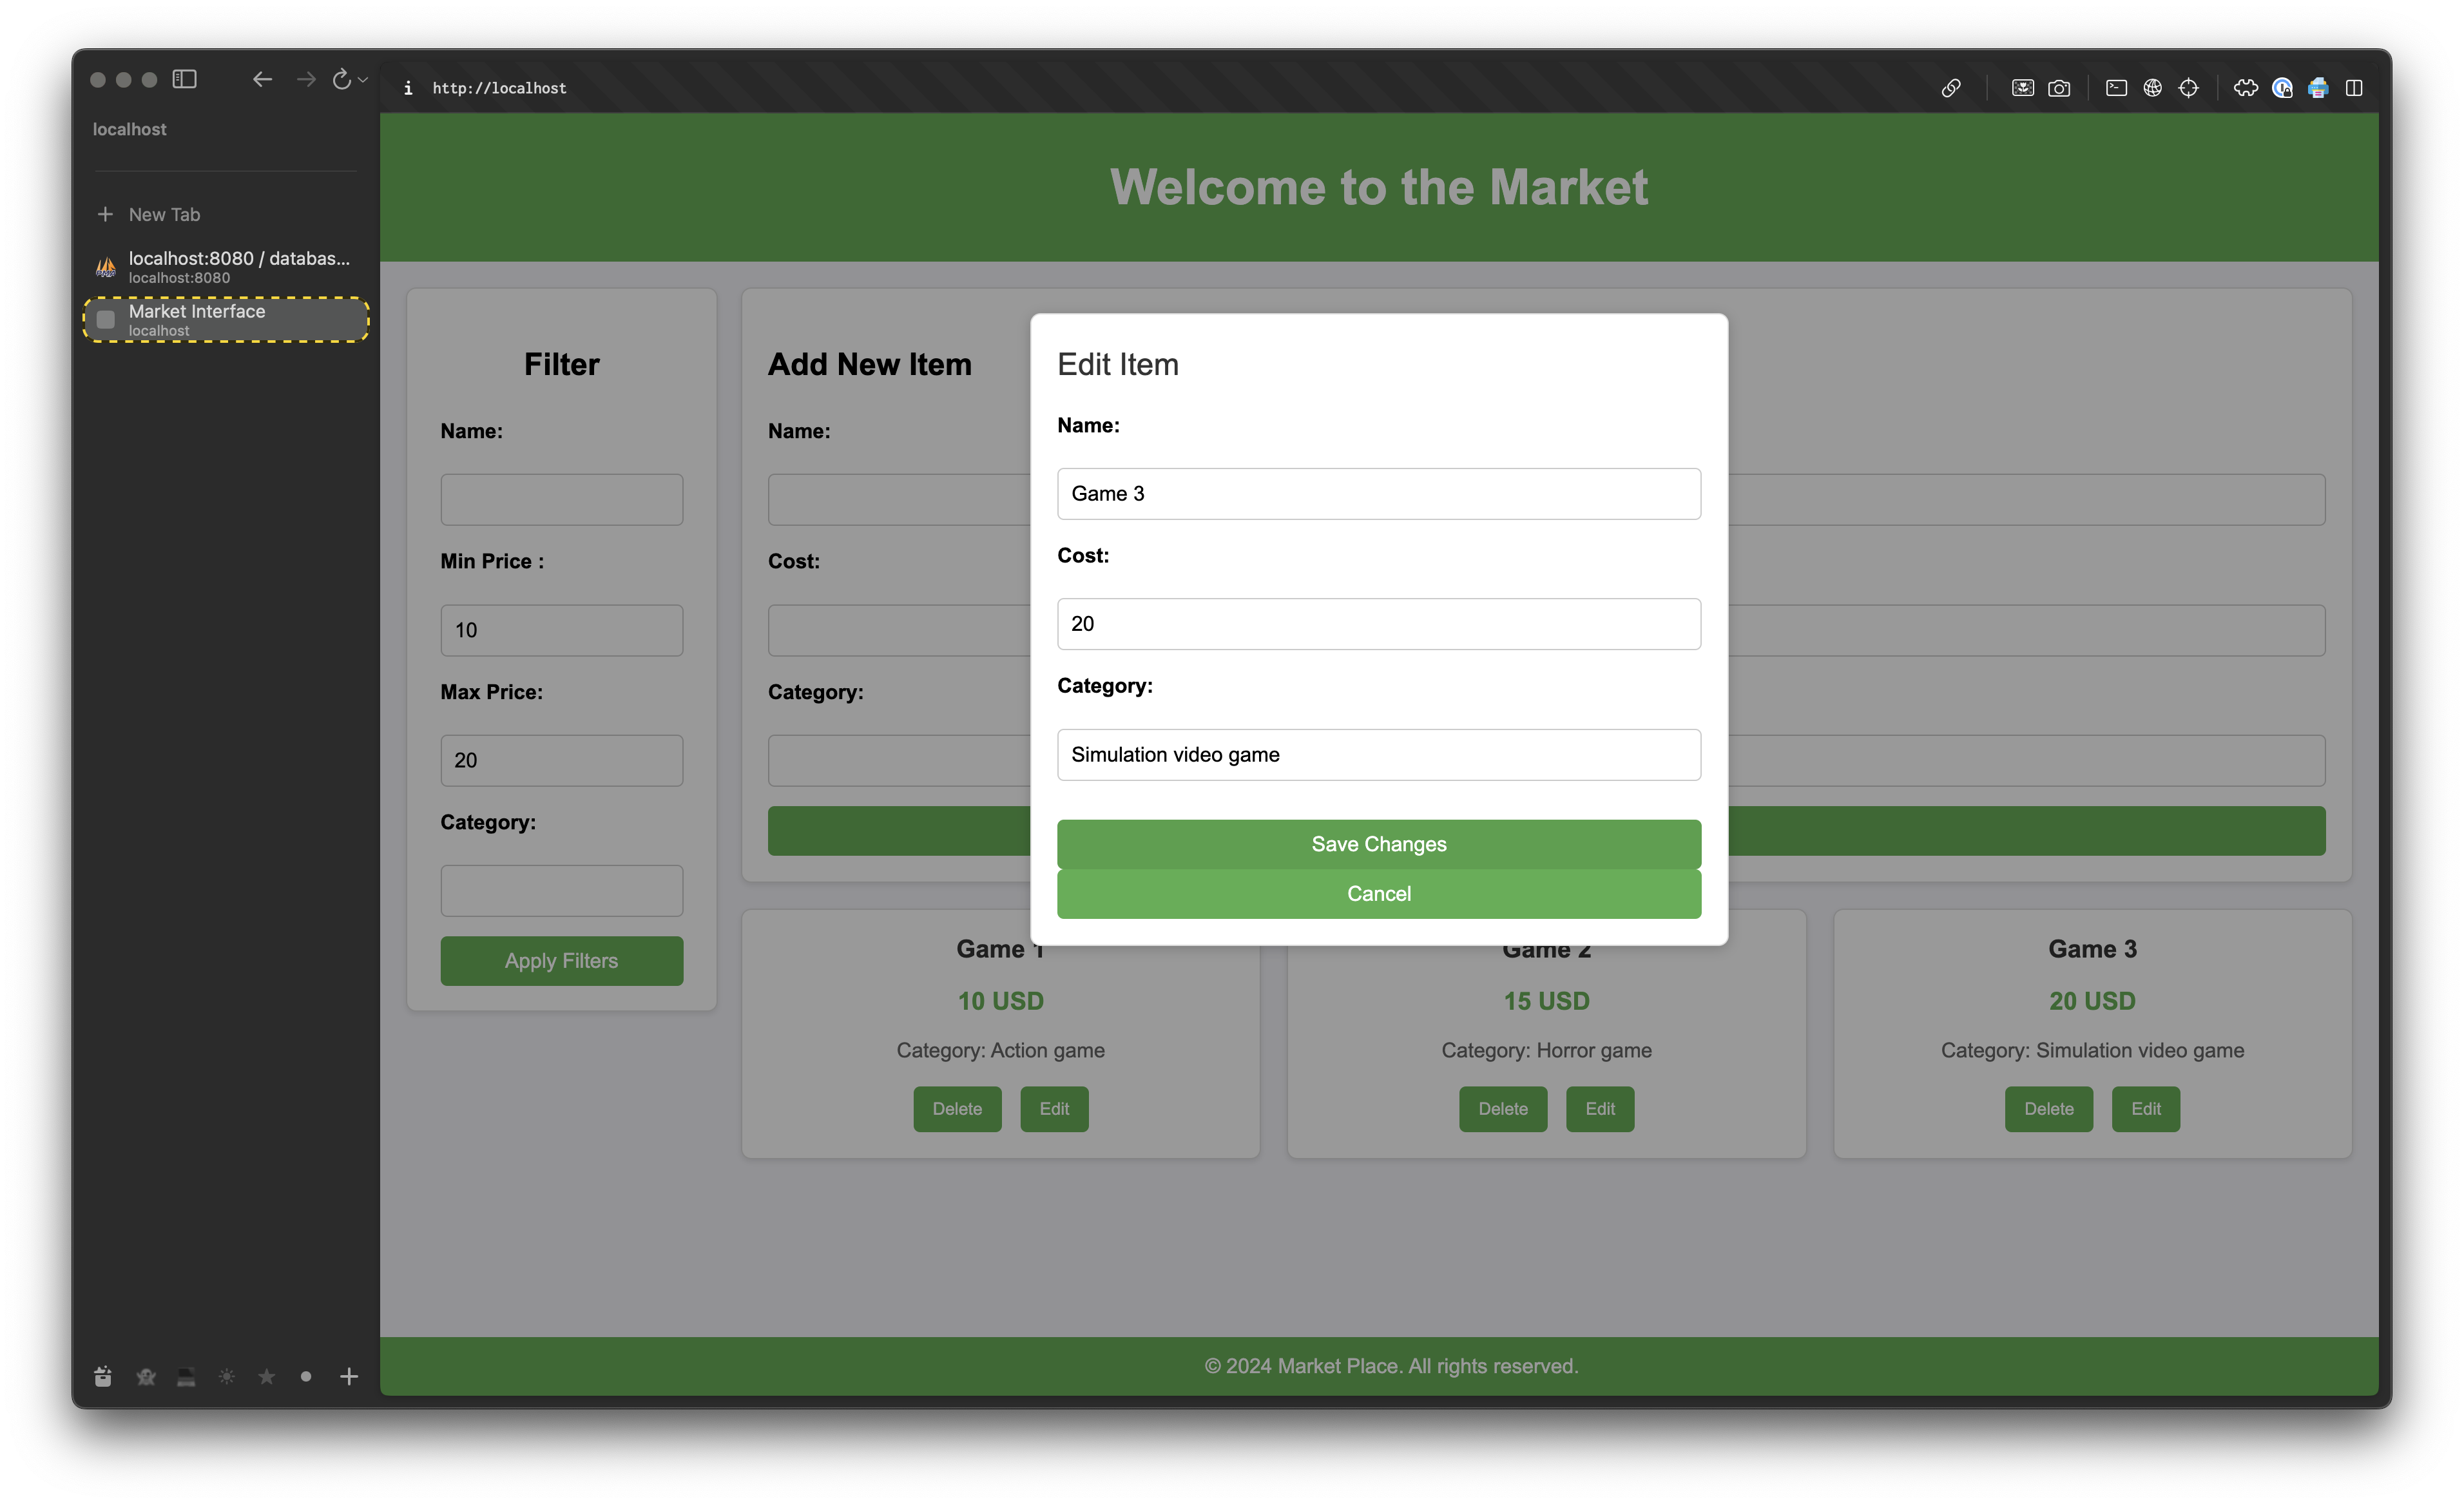 http://localhost
localhost
New Tab
localhost:8080 / databas...
localhost:8080
Market Interface
localhost
Welcome to the Market
Filter
Name:
Min Price :
10
Max Price:
20
Category:
Apply Filters
Add New Item
Name:
Cost:
Category:
Edit Item
Name:
Game 3
Cost:
20
Category:
Simulation video game
Save Changes
Cancel
Game 1
10 USD
Category: Action game
Delete Edit
Game 2
15 USD
Category: Horror game
Delete Edit
Game 3
20 USD
Category: Simulation video game
Delete Edit
© 2024 Market Place. All rights reserved.